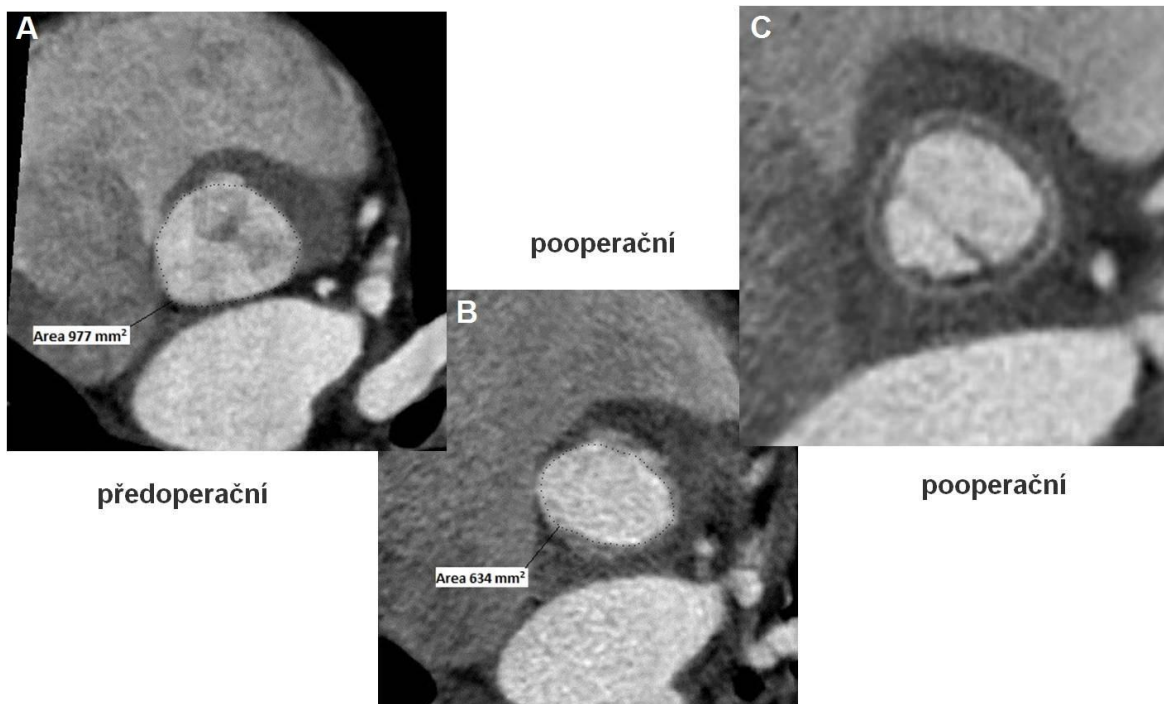 A
C
pooperační
B
Area 977 mm²
předoperační
pooperační
Area 634 mm²